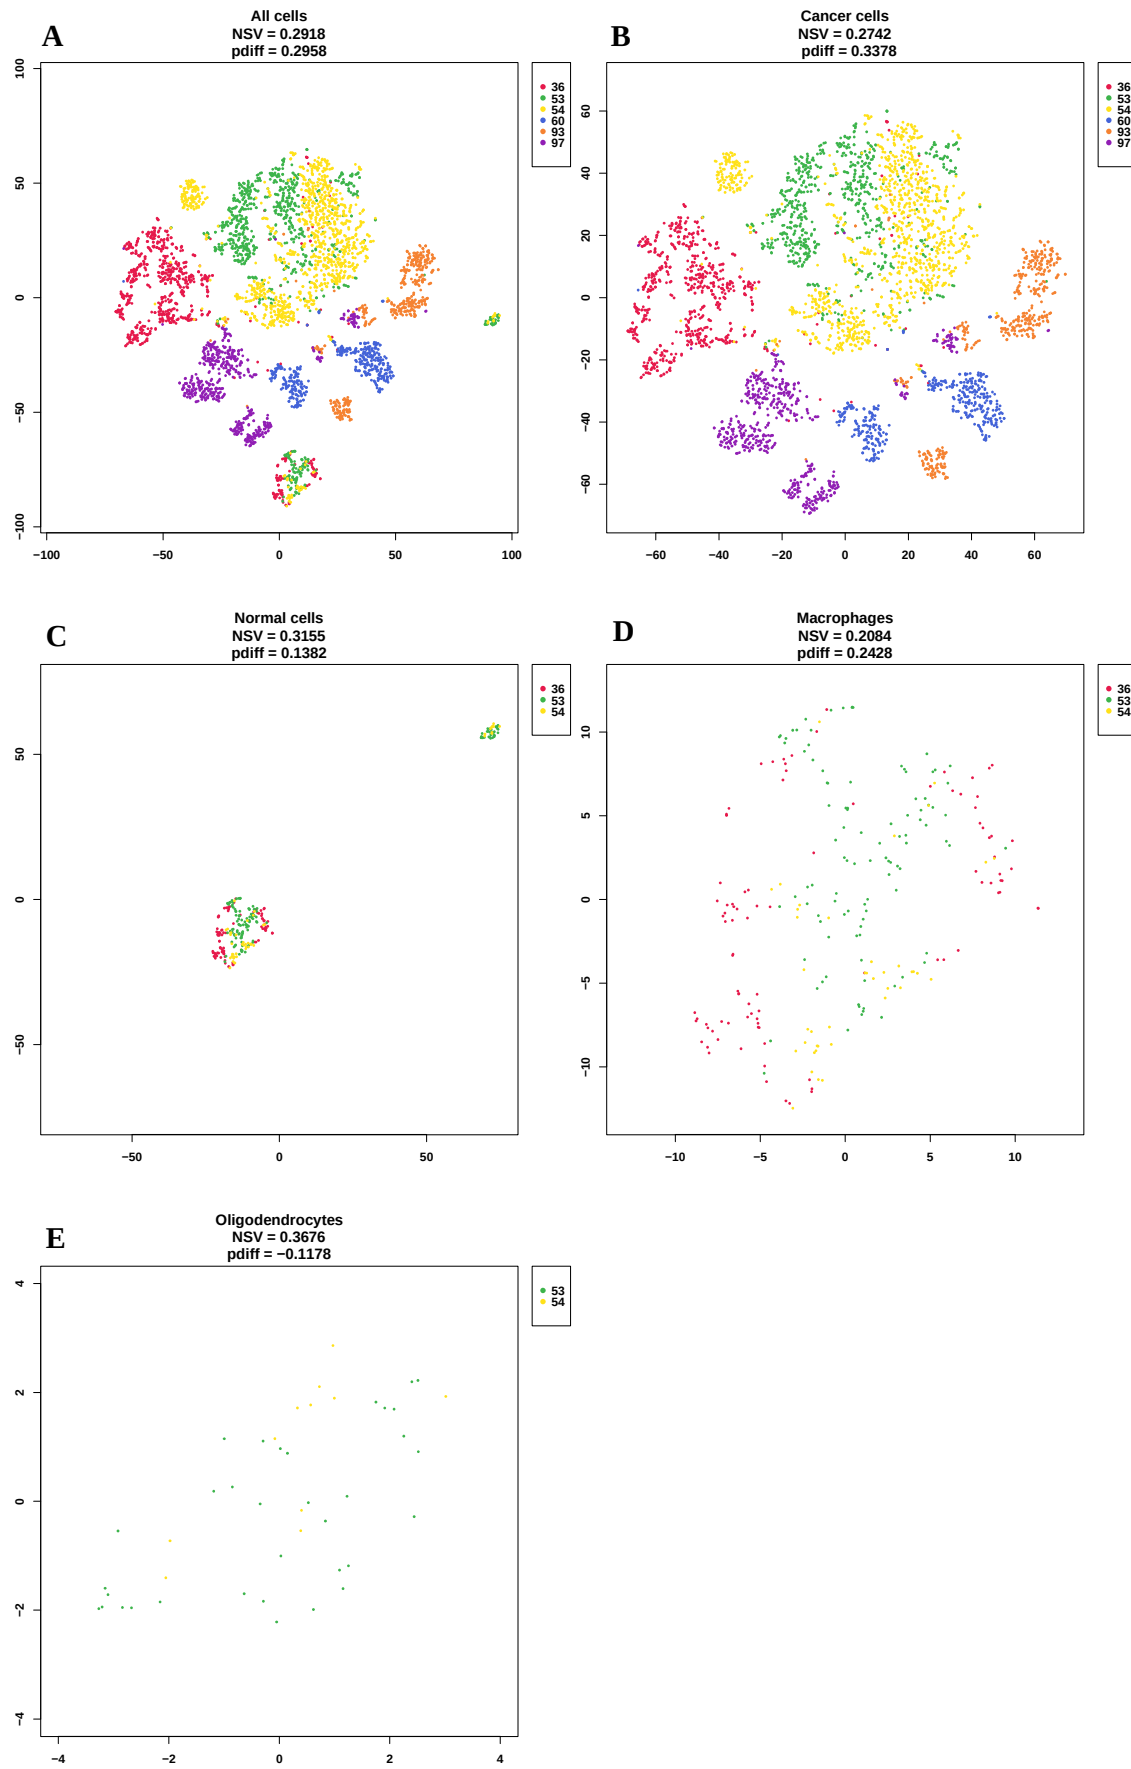 A
All cells
NSV = 0.2918
pdiff = 0.2958
100
50
0
−50
−100
−100 −50 0 50 100
36
53
54
60
93
97
B
Cancer cells
NSV = 0.2742
pdiff = 0.3378
60
40
20
0
−20
−40
−60
−60 −40 −20 0 20 40 60
36
53
54
60
93
97
C
Normal cells
NSV = 0.3155
pdiff = 0.1382
50
0
−50
−50 0 50
36
53
54
D
Macrophages
NSV = 0.2084
pdiff = 0.2428
10
5
0
−5
−10
−10 −5 0 5 10
36
53
54
E
Oligodendrocytes
NSV = 0.3676
pdiff = −0.1178
4
2
0
−2
−4
−4 −2 0 2 4
53
54